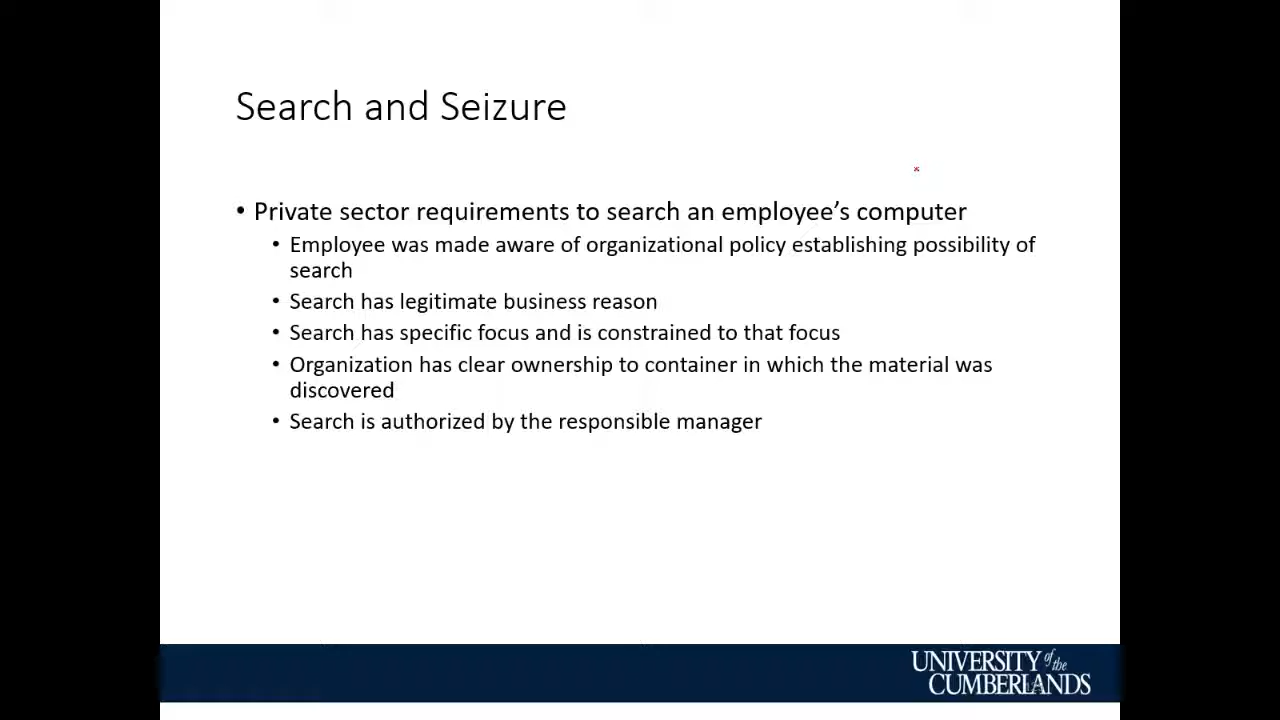 Search and Seizure
• Private sector requirements to search an employee’s computer
• Employee was made aware of organizational policy establishing possibility of
search
• Search has legitimate business reason
• Search has specific focus and is constrained to that focus
• Organization has clear ownership to container in which the material was
discovered
• Search is authorized by the responsible manager
UNIVERSITY of the
CUMBERLANDS